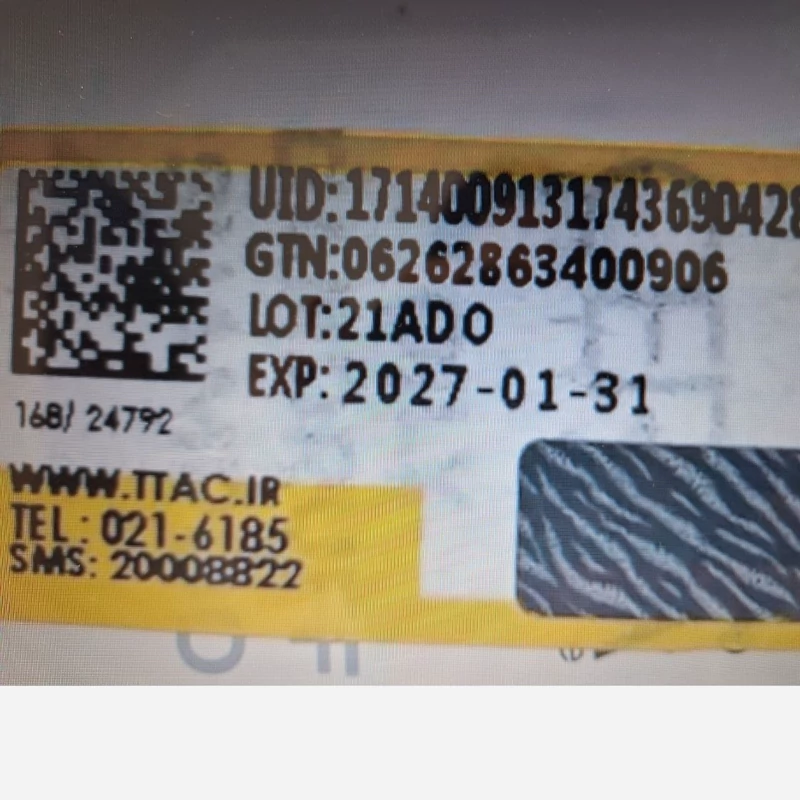 UID:1714009131743690428
GTN:06262863400906
LOT:21ADO
EXP: 2027-01-31
168/ 24792
WWW.TTAC.IR
TEL : 021-6185
SMS: 20008822